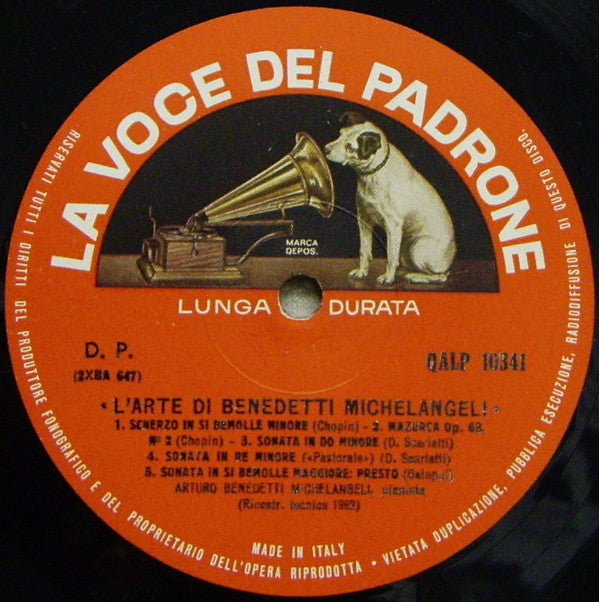 LA VOCE DEL PADRONE
MARCA
DEPOS.
LUNGA DURATA
D. P.
(2XBA 647)
QALP 10341
« L'ARTE DI BENEDETTI MICHELANGELI »
1. SCHERZO IN SI BEMOLLE MINORE (Chopin) - 2. MAZURCA Op. 68,
Nº 2 (Chopin) - 3. SONATA IN DO MINORE (D. Scarlatti)
4. SONATA IN RE MINORE («Pastorale») (D. Scarlatti)
5. SONATA IN SI BEMOLLE MAGGIORE: PRESTO (Galuppi)
ARTURO BENEDETTI MICHELANGELI, pianista
(Ricostr. tecnica 1962)
MADE IN ITALY
RISERVATI TUTTI I DIRITTI DEL PRODUTTORE FONOGRAFICO E DEL PROPRIETARIO DELL'OPERA RIPRODOTTA • VIETATA DUPLICAZIONE, PUBBLICA ESECUZIONE, RADIODIFFUSIONE DI QUESTO DISCO.